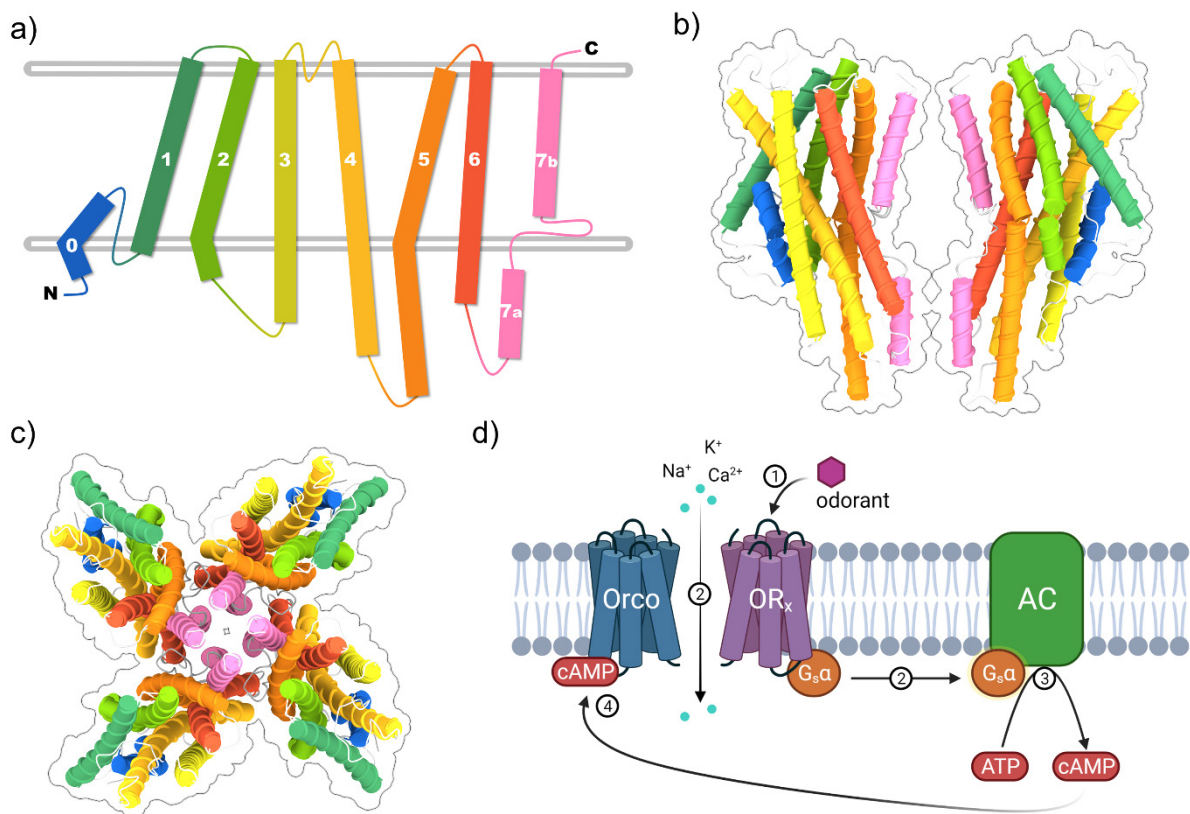 a)
C
1
2
3
4
5
6
7b
0
N
7a
b)
c)
d)
K⁺
Na⁺
Ca²⁺
1
odorant
Orco
2
ORₓ
AC
cAMP
Gₛα
2
Gₛα
3
4
ATP
cAMP